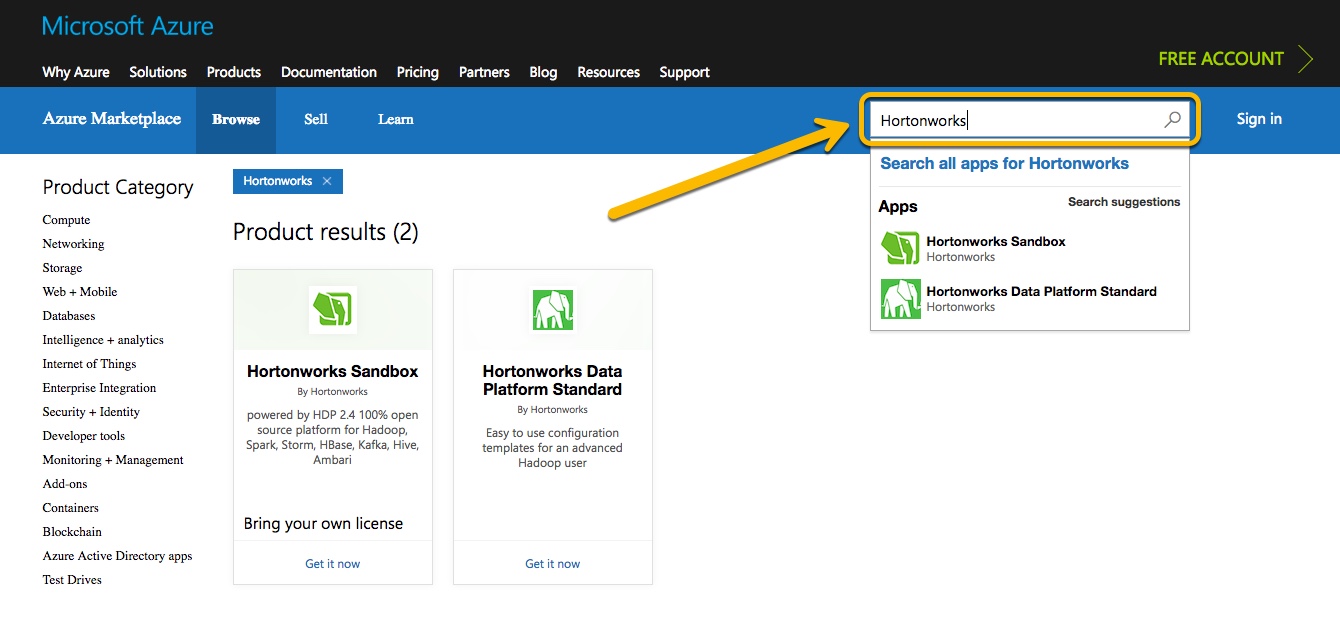 Microsoft Azure
Why Azure Solutions Products Documentation Pricing Partners Blog Resources Support
FREE ACCOUNT
Azure Marketplace Browse Sell Learn
Hortonworks
Sign in
Search all apps for Hortonworks
Apps
Search suggestions
Hortonworks Sandbox
Hortonworks
Hortonworks Data Platform Standard
Hortonworks
Product Category
Compute
Networking
Storage
Web + Mobile
Databases
Intelligence + analytics
Internet of Things
Enterprise Integration
Security + Identity
Developer tools
Monitoring + Management
Add-ons
Containers
Blockchain
Azure Active Directory apps
Test Drives
Hortonworks ×
Product results (2)
Hortonworks Sandbox
By Hortonworks
powered by HDP 2.4 100% open
source platform for Hadoop,
Spark, Storm, HBase, Kafka, Hive,
Ambari
Bring your own license
Get it now
Hortonworks Data
Platform Standard
By Hortonworks
Easy to use configuration
templates for an advanced
Hadoop user
Get it now